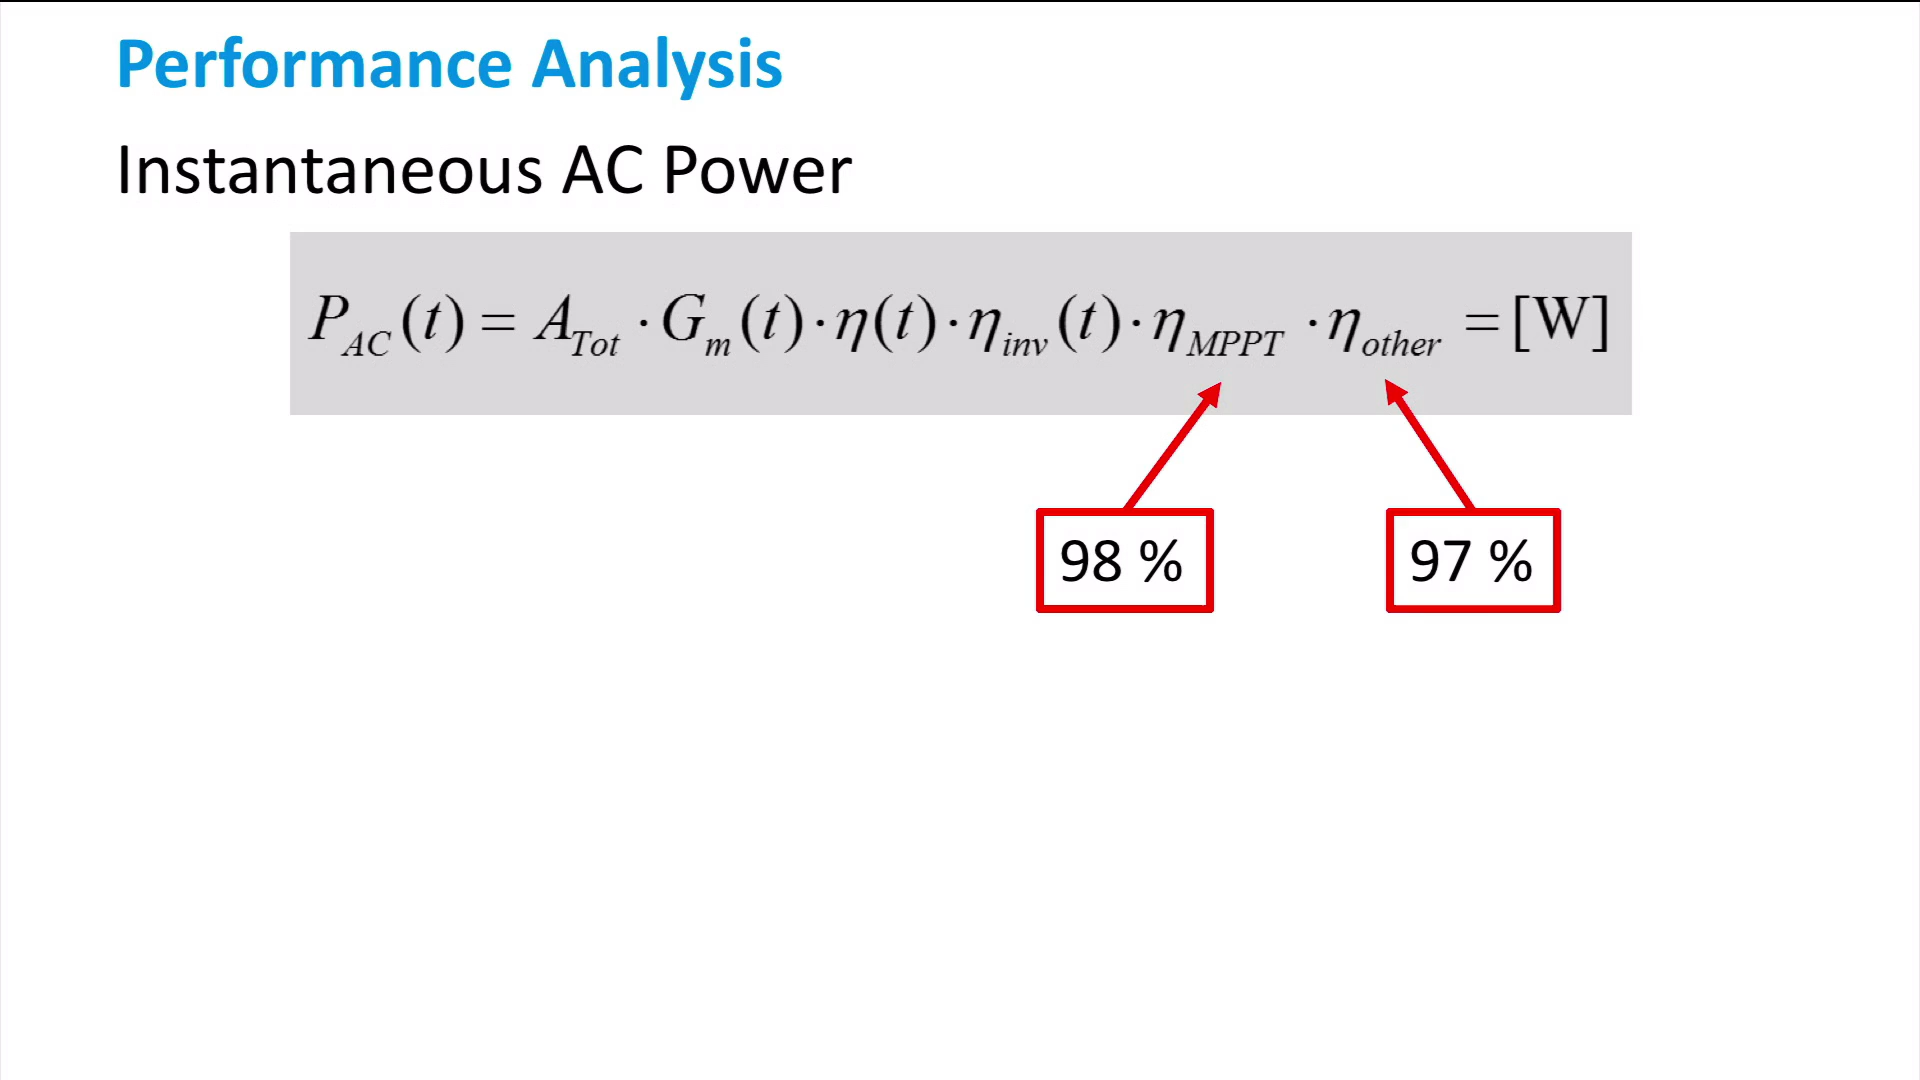 Performance Analysis
Instantaneous AC Power
P_AC(t) = A_Tot · G_m(t) · η(t) · η_inv(t) · η_MPPT · η_other = [W]
98 % 97 %